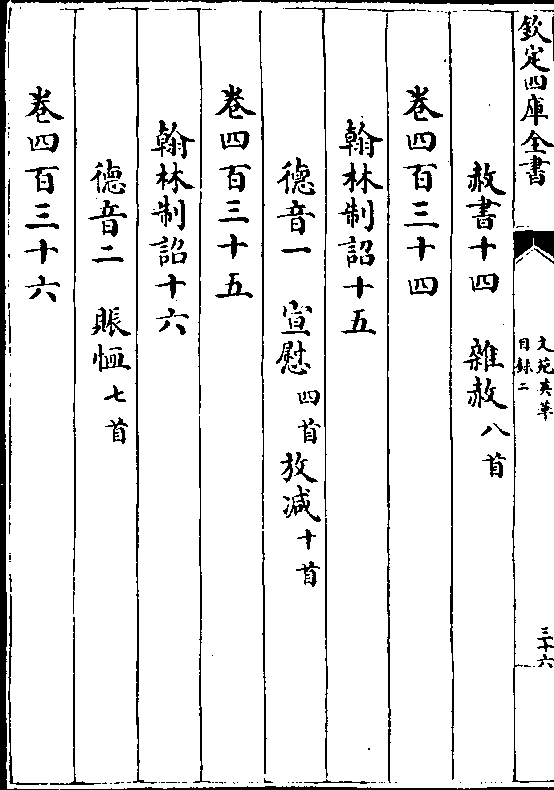 欽定四庫全書
文苑英華
目録二
三十六
赦書十四　雜赦八首
卷四百三十四
翰林制詔十五
德音一　宣慰四首放減十首
卷四百三十五
翰林制詔十六
德音二　賑恤七首
卷四百三十六